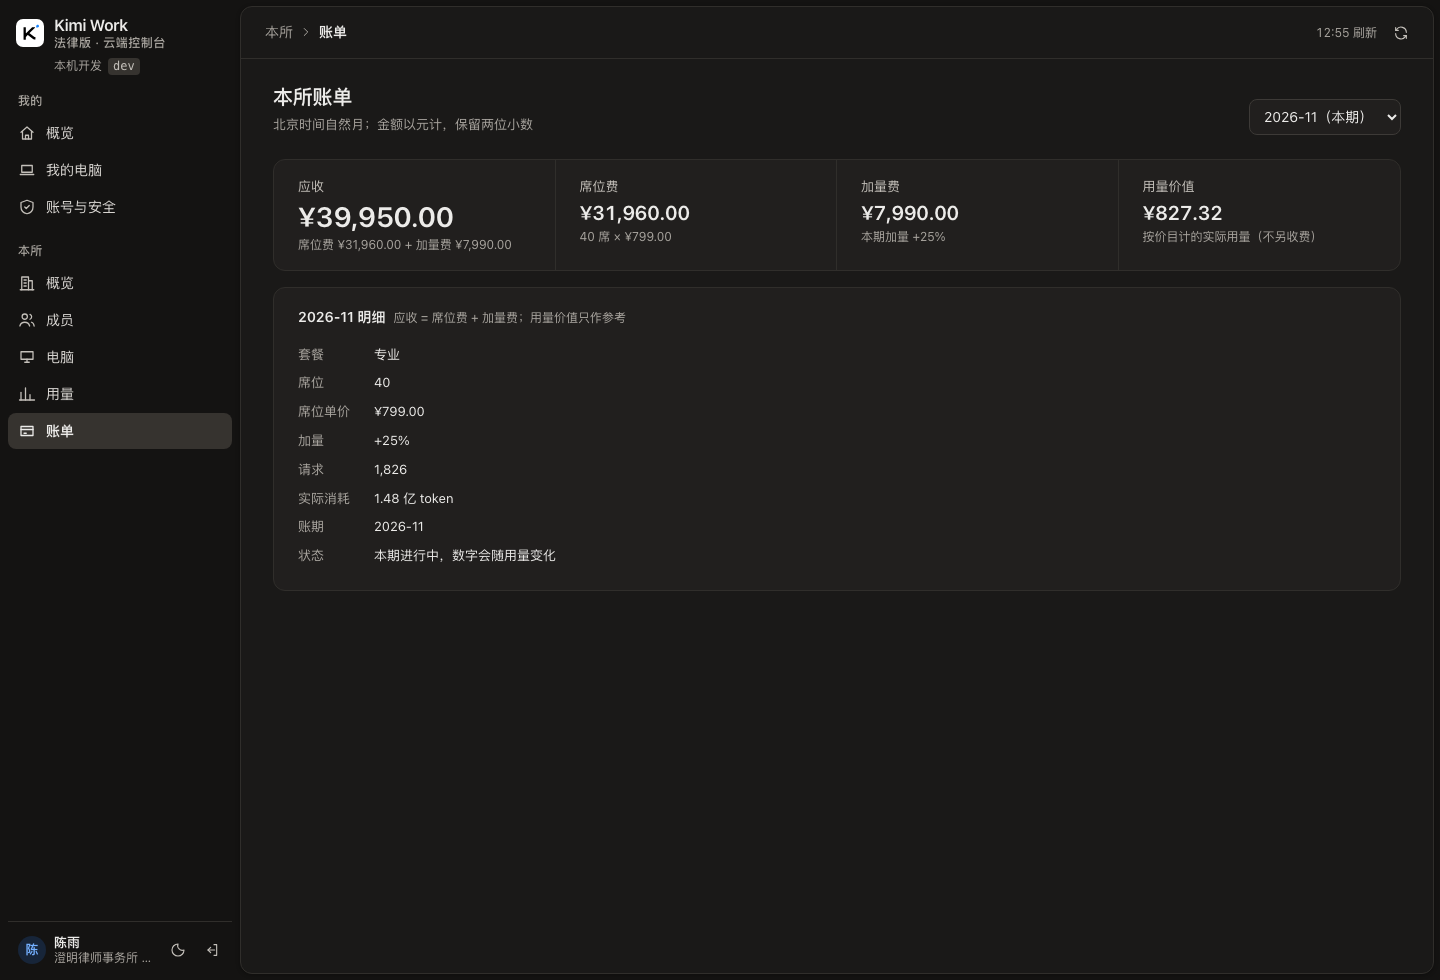 Kimi Work
法律版 · 云端控制台
本机开发 dev
我的
概览
我的电脑
账号与安全
本所
概览
成员
电脑
用量
账单
陈
陈雨
澄明律师事务所 ...
本所 > 账单
12:55 刷新
本所账单
北京时间自然月；金额以元计，保留两位小数
2026-11（本期）
应收
¥39,950.00
席位费 ¥31,960.00 + 加量费 ¥7,990.00
席位费
¥31,960.00
40 席 × ¥799.00
加量费
¥7,990.00
本期加量 +25%
用量价值
¥827.32
按价目计的实际用量（不另收费）
2026-11 明细 应收 = 席位费 + 加量费；用量价值只作参考
套餐 专业
席位 40
席位单价 ¥799.00
加量 +25%
请求 1,826
实际消耗 1.48 亿 token
账期 2026-11
状态 本期进行中，数字会随用量变化